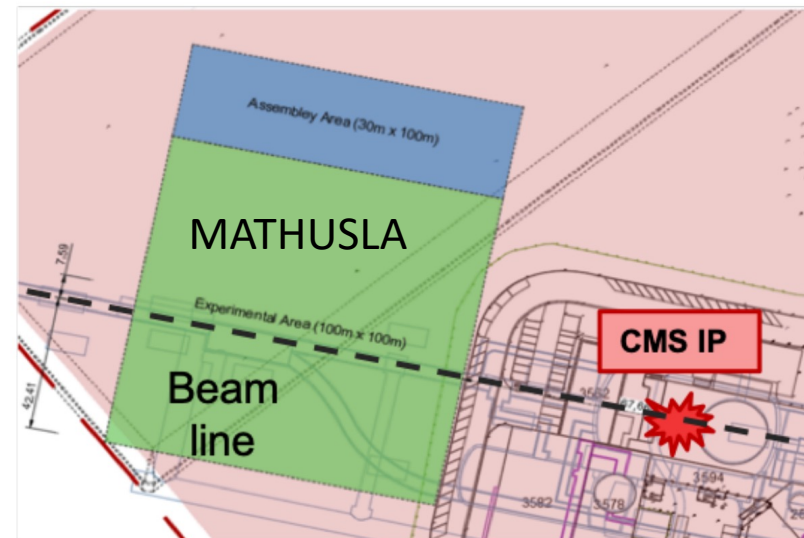 Assembley Area (30m x 100m)
MATHUSLA
7.59
Experimental Area (100m x 100m)
CMS IP
42.41
Beam
line
3594
3582
3578